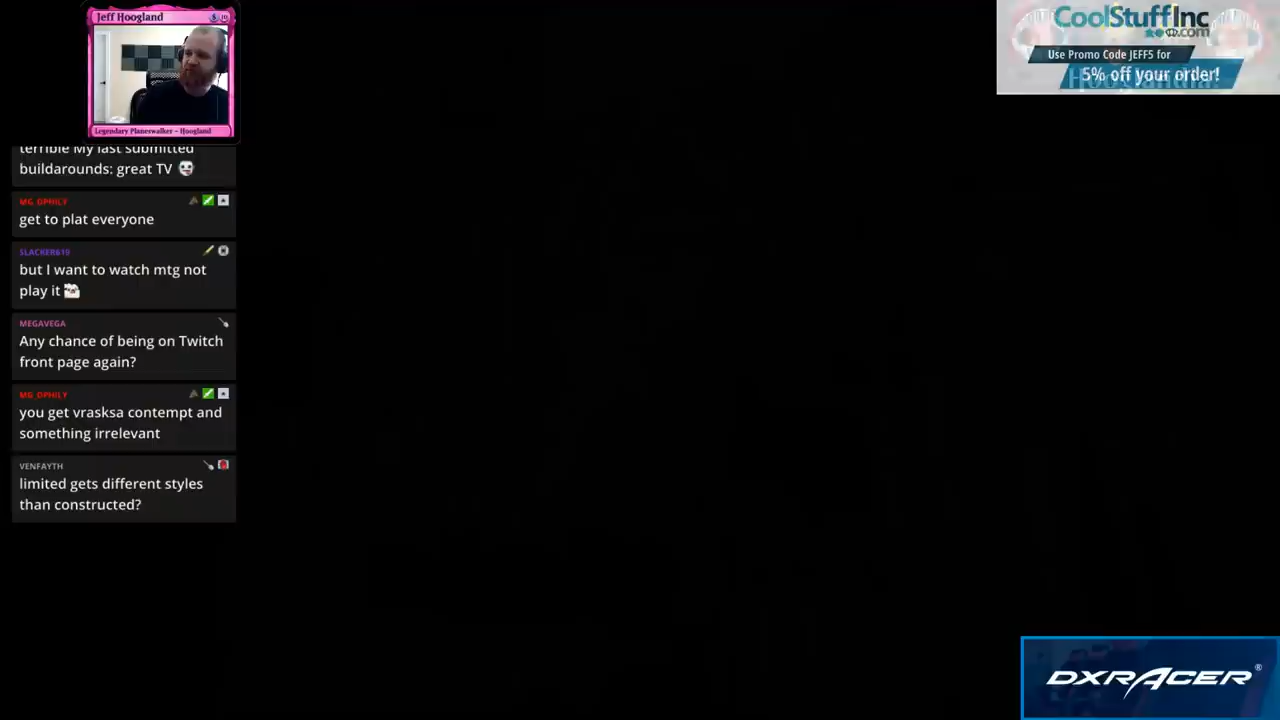 Jeff Hoogland
Legendary Planeswalker - Hoogland
terrible My last submitted
buildarounds: great TV
MG_OPHILY
get to plat everyone
SLACKER610
but I want to watch mtg not
play it
MEGAVEGA
Any chance of being on Twitch
front page again?
MG_OPHILY
you get vrasksa contempt and
something irrelevant
VENFAYTH
limited gets different styles
than constructed?
CoolStuffInc
.com
Use Promo Code JEFF5 for
5% off your order!
DXRACER®